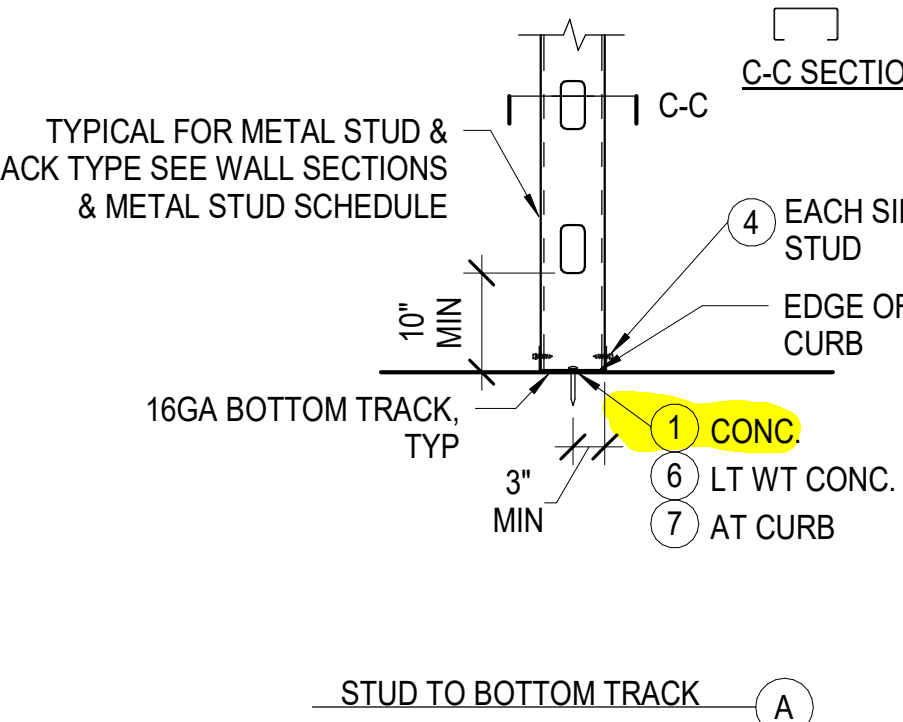 C-C SECTIO
C-C
TYPICAL FOR METAL STUD &
ACK TYPE SEE WALL SECTIONS
& METAL STUD SCHEDULE
4 EACH SI
STUD
EDGE OF
CURB
10"
MIN
16GA BOTTOM TRACK,
TYP
1 CONC.
6 LT WT CONC.
7 AT CURB
3"
MIN
STUD TO BOTTOM TRACK A